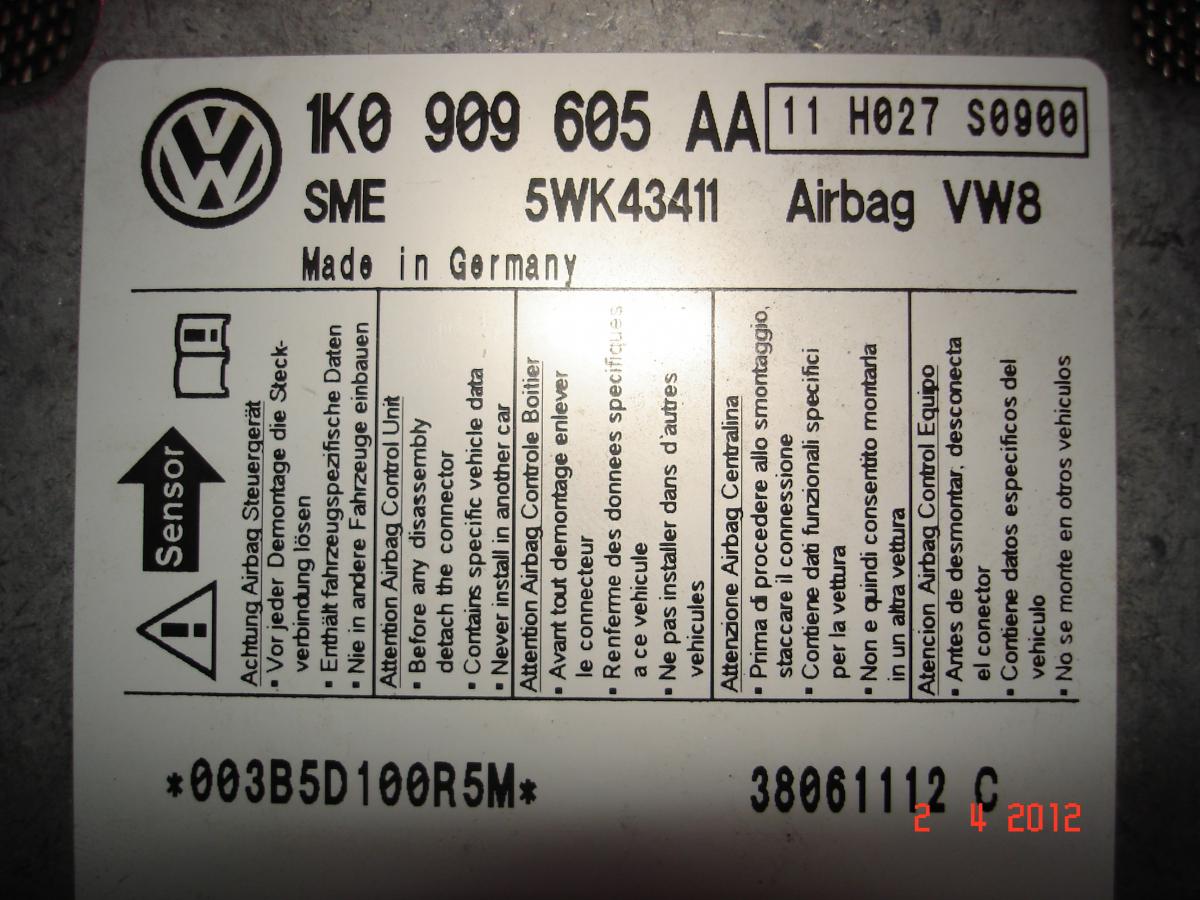 1K0 909 605 AA 11 H027 S0900
SME 5WK43411 Airbag VW8
Made in Germany
Sensor
Achtung Airbag Steuergerät
• Vor jeder Demontage die Steck-
verbindung lösen
• Enthält fahrzeugspezifische Daten
• Nie in andere Fahrzeuge einbauen
Attention Airbag Control Unit
• Before any disassembly
detach the connector
• Contains specific vehicle data
• Never install in another car
Attention Airbag Controle Boitier
• Avant tout demontage enlever
le connecteur
• Renferme des donnees specifiques
a ce vehicule
• Ne pas installer dans d'autres
vehicules
Attenzione Airbag Centralina
• Prima di procedere allo smontaggio,
staccare il connessione
• Contiene dati funzionali specifici
per la vettura
• Non e quindi consentito montarla
in un altra vettura
Atencion Airbag Control Equipo
• Antes de desmontar, desconecta
el conector
• Contiene datos especificos del
vehiculo
• No se monte en otros vehiculos
*003B5D100R5M* 38061112 C
2 4 2012